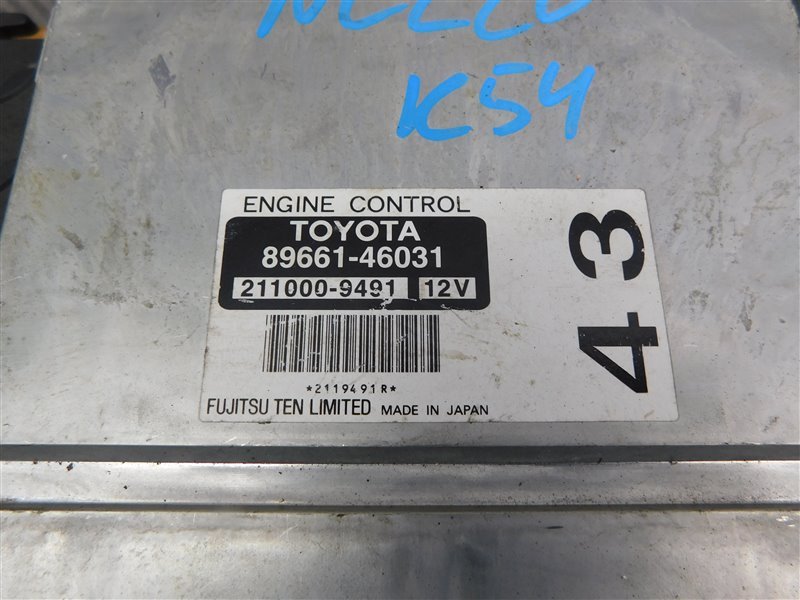 K54
ENGINE CONTROL
TOYOTA
89661-46031
211000-9491 12V
*2119491R*
FUJITSU TEN LIMITED MADE IN JAPAN
43